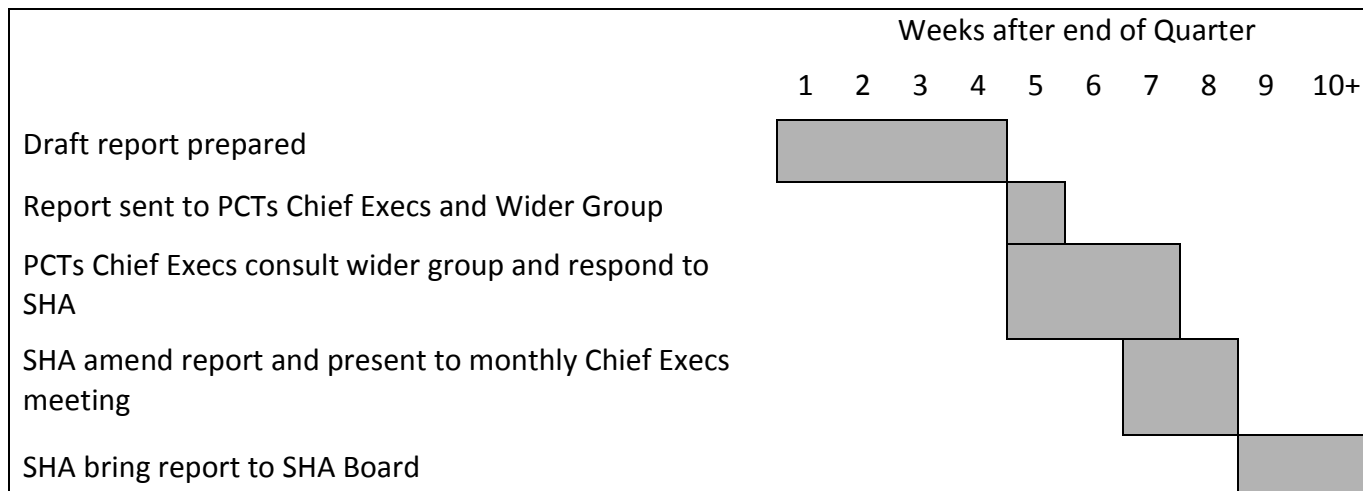 Weeks after end of Quarter
1 2 3 4 5 6 7 8 9 10+
Draft report prepared
Report sent to PCTs Chief Execs and Wider Group
PCTs Chief Execs consult wider group and respond to
SHA
SHA amend report and present to monthly Chief Execs
meeting
SHA bring report to SHA Board